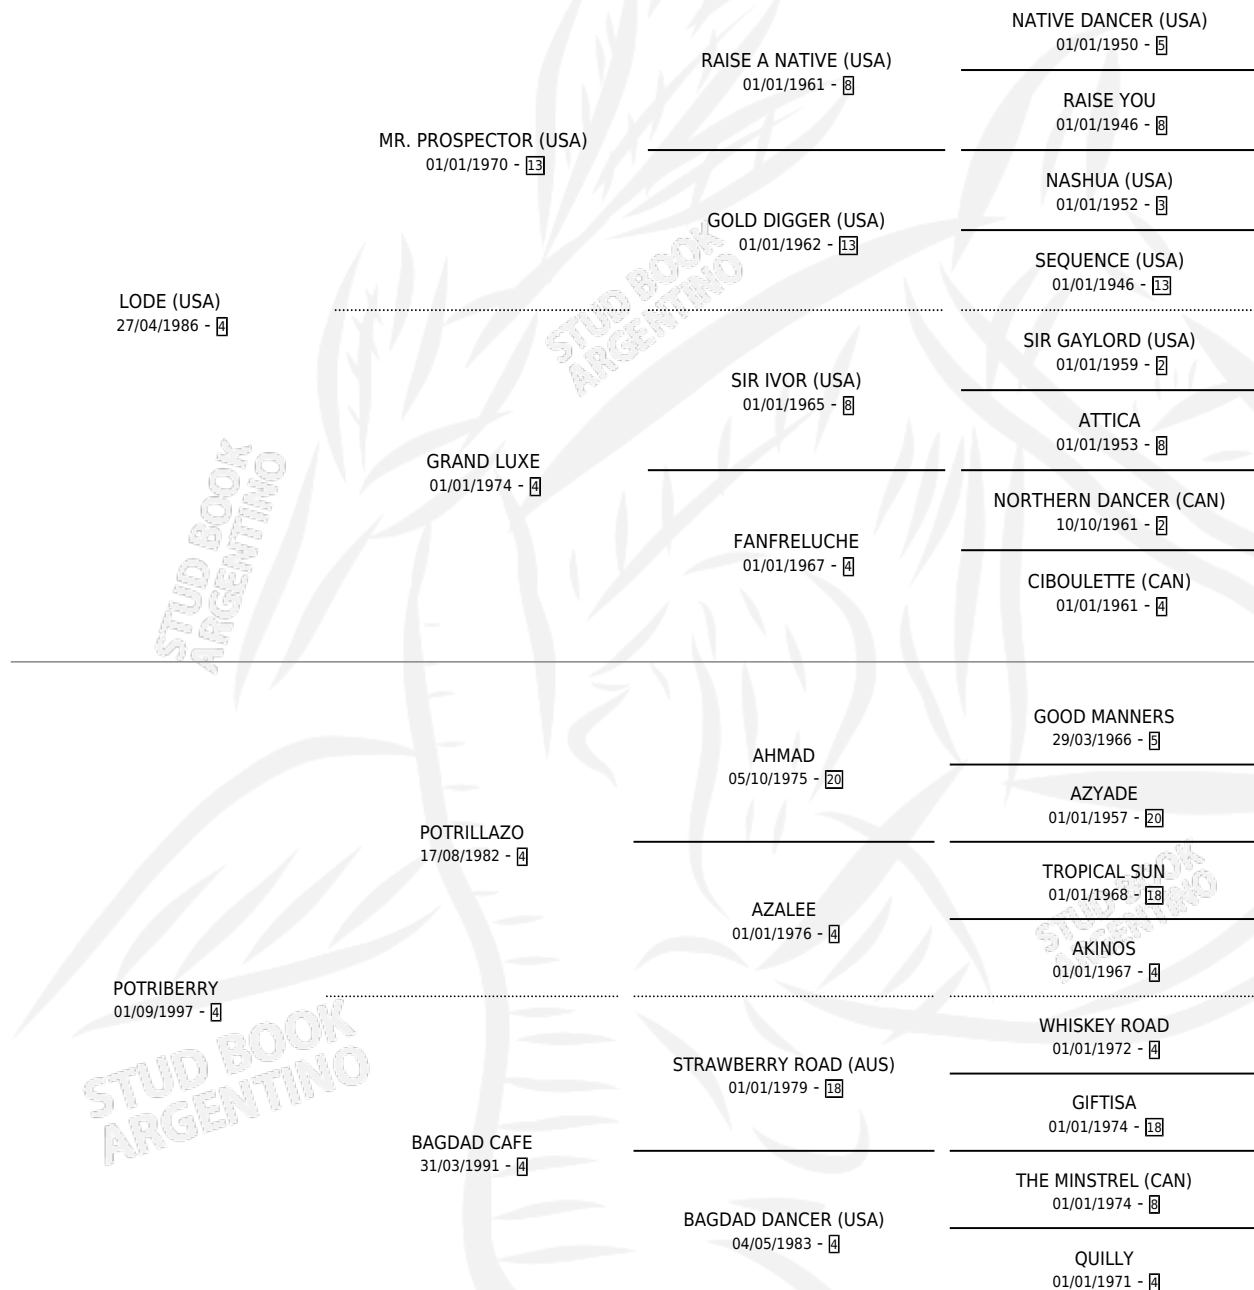 NATIVE DANCER (USA)
01/01/1950 - 5
RAISE A NATIVE (USA)
01/01/1961 - 8
RAISE YOU
01/01/1946 - 8
MR. PROSPECTOR (USA)
01/01/1970 - 13
NASHUA (USA)
01/01/1952 - 3
GOLD DIGGER (USA)
01/01/1962 - 13
SEQUENCE (USA)
01/01/1946 - 13
LODE (USA)
27/04/1986 - 4
STUD BOOK
ARGENTINO
SIR GAYLORD (USA)
01/01/1959 - 2
SIR IVOR (USA)
01/01/1965 - 8
ATTICA
01/01/1953 - 8
GRAND LUXE
01/01/1974 - 4
NORTHERN DANCER (CAN)
10/10/1961 - 2
FANFRELUCHE
01/01/1967 - 4
CIBOULETTE (CAN)
01/01/1961 - 4
STUD BOOK
ARGENTINO
GOOD MANNERS
29/03/1966 - 5
AHMAD
05/10/1975 - 20
AZYADE
01/01/1957 - 20
POTRILLAZO
17/08/1982 - 4
TROPICAL SUN
01/01/1968 - 18
AZALEE
01/01/1976 - 4
AKINOS
01/01/1967 - 4
STUD BOOK
ARGENTINO
POTRIBERRY
01/09/1997 - 4
STUD BOOK
ARGENTINO
WHISKEY ROAD
01/01/1972 - 4
STRAWBERRY ROAD (AUS)
01/01/1979 - 18
GIFTISA
01/01/1974 - 18
BAGDAD CAFE
31/03/1991 - 4
THE MINSTREL (CAN)
01/01/1974 - 8
BAGDAD DANCER (USA)
04/05/1983 - 4
QUILLY
01/01/1971 - 4